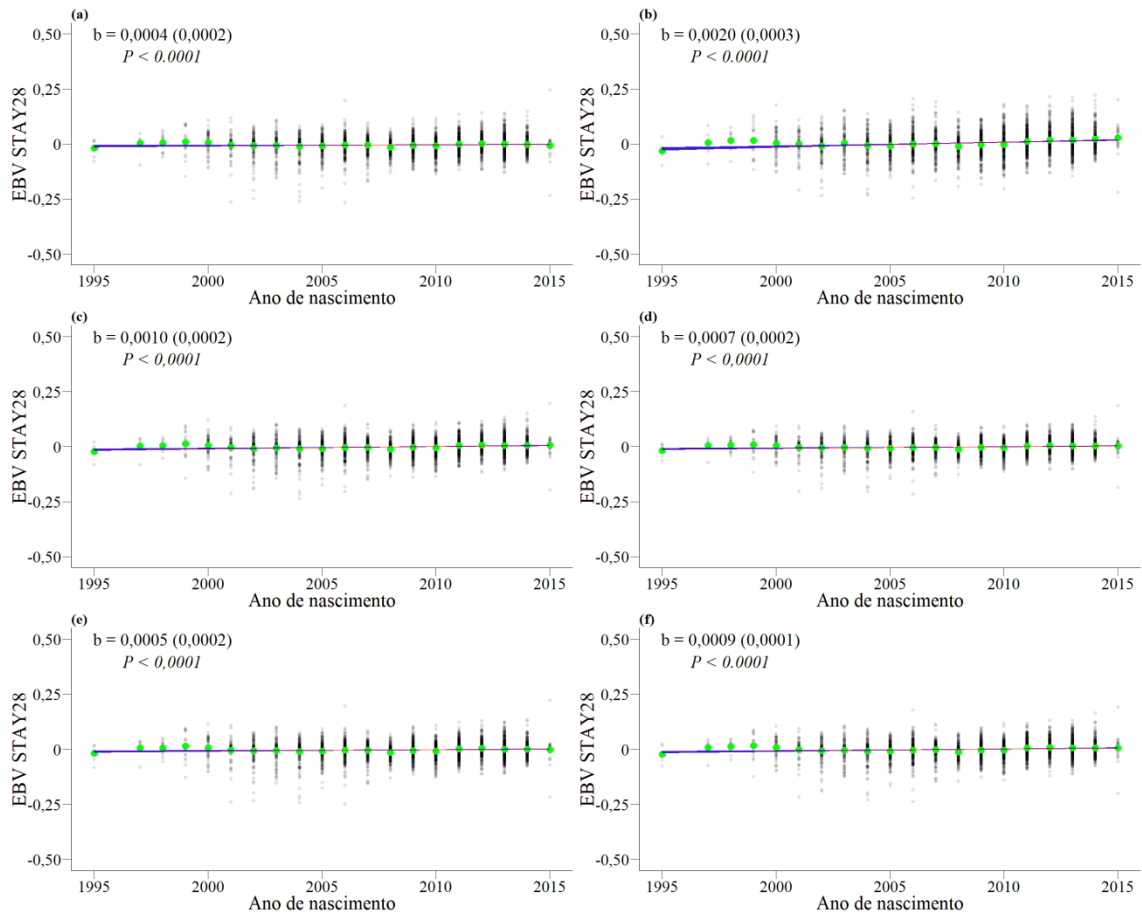 (a)
b = 0,0004 (0,0002)
P < 0.0001
EBV STAY28
0,50
0,25
0
-0,25
-0,50
1995 2000 2005 2010 2015
Ano de nascimento
(b)
b = 0,0020 (0,0003)
P < 0.0001
EBV STAY28
0,50
0,25
0
-0,25
-0,50
1995 2000 2005 2010 2015
Ano de nascimento
(c)
b = 0,0010 (0,0002)
P < 0,0001
EBV STAY28
0,50
0,25
0
-0,25
-0,50
1995 2000 2005 2010 2015
Ano de nascimento
(d)
b = 0,0007 (0,0002)
P < 0,0001
EBV STAY28
0,50
0,25
0
-0,25
-0,50
1995 2000 2005 2010 2015
Ano de nascimento
(e)
b = 0,0005 (0,0002)
P < 0,0001
EBV STAY28
0,50
0,25
0
-0,25
-0,50
1995 2000 2005 2010 2015
Ano de nascimento
(f)
b = 0,0009 (0,0001)
P < 0.0001
EBV STAY28
0,50
0,25
0
-0,25
-0,50
1995 2000 2005 2010 2015
Ano de nascimento